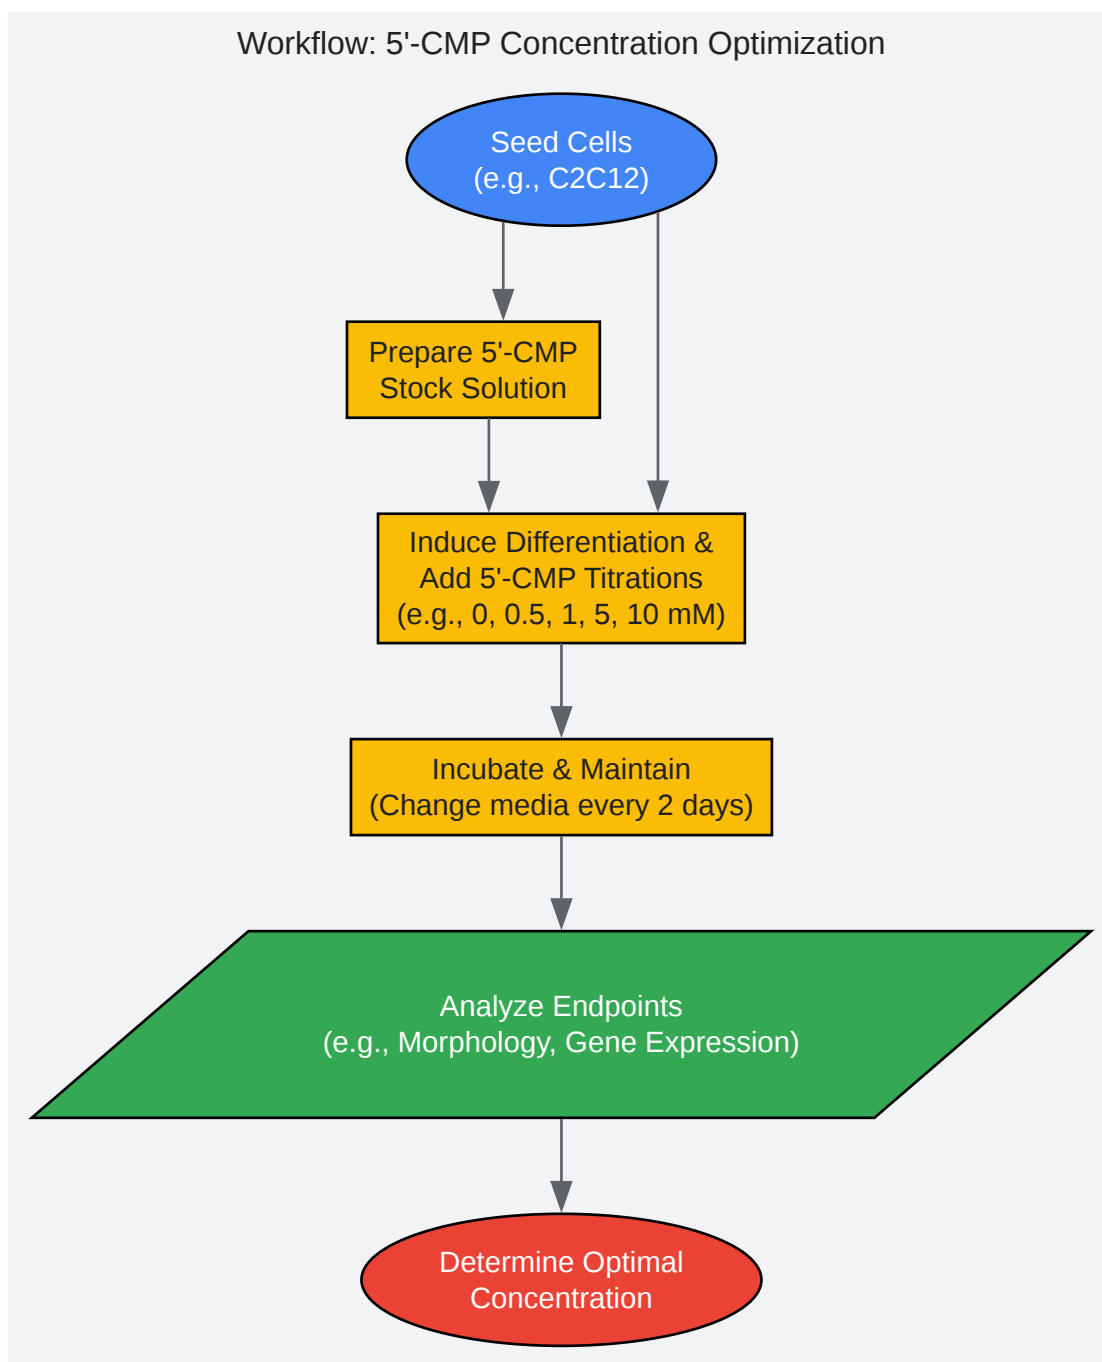 Workflow: 5'-CMP Concentration Optimization
Seed Cells
(e.g., C2C12)
Prepare 5'-CMP
Stock Solution
Induce Differentiation &
Add 5'-CMP Titrations
(e.g., 0, 0.5, 1, 5, 10 mM)
Incubate & Maintain
(Change media every 2 days)
Analyze Endpoints
(e.g., Morphology, Gene Expression)
Determine Optimal
Concentration